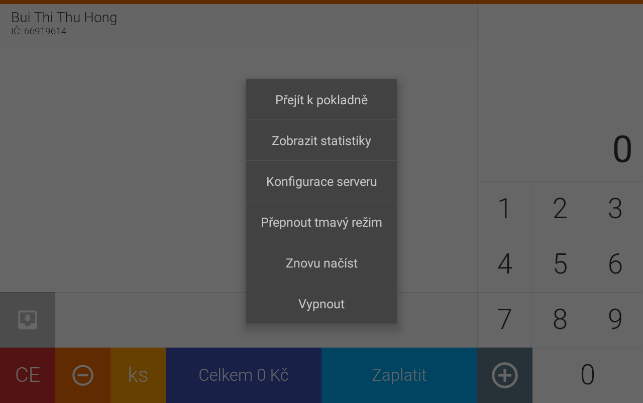 Bui Thi Thu Hong
IČ: 66919614
0
Přejít k pokladně
Zobrazit statistiky
Konfigurace serveru
Přepnout tmavý režim
Znovu načíst
Vypnout
1 2 3
4 5 6
7 8 9
CE ks Celkem 0 Kč Zaplatit 0